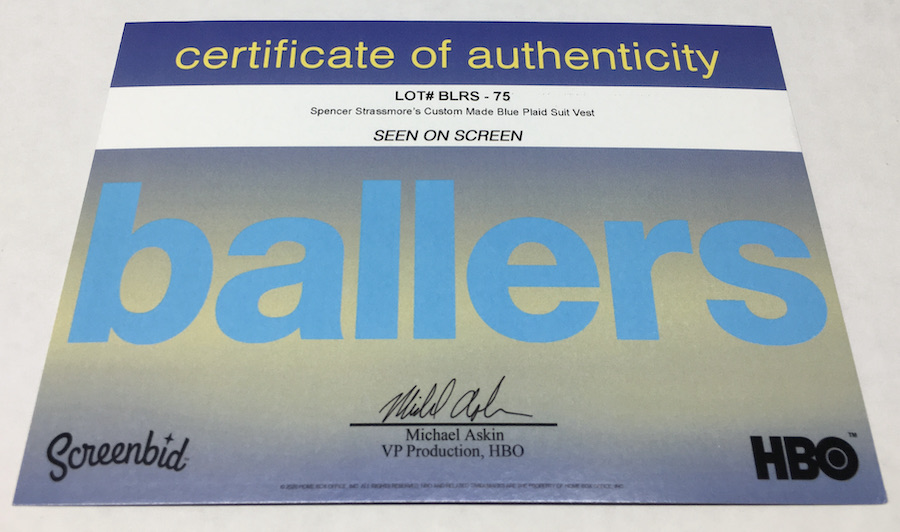 certificate of authenticity
LOT# BLRS - 75
Spencer Strassmore's Custom Made Blue Plaid Suit Vest
SEEN ON SCREEN
ballers
Michael Askin
VP Production, HBO
Screenbid
HBO™